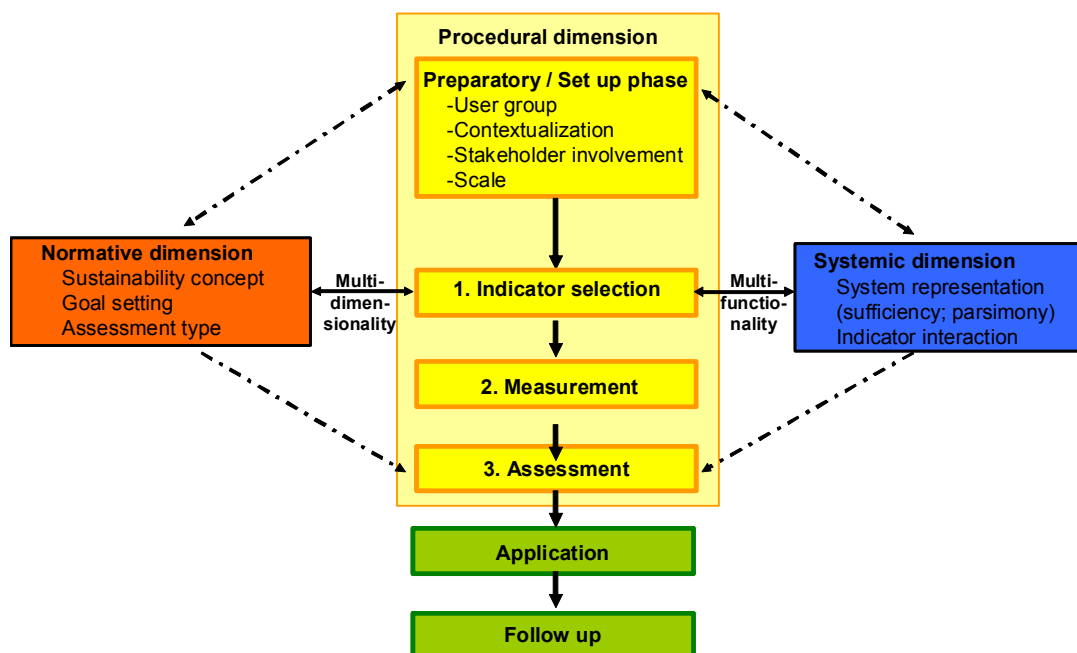 Procedural dimension
Preparatory / Set up phase
-User group
-Contextualization
-Stakeholder involvement
-Scale
Normative dimension
Sustainability concept
Goal setting
Assessment type
Multi-
dimen-
sionality
1. Indicator selection
Multi-
functio-
nality
Systemic dimension
System representation
(sufficiency; parsimony)
Indicator interaction
2. Measurement
3. Assessment
Application
Follow up